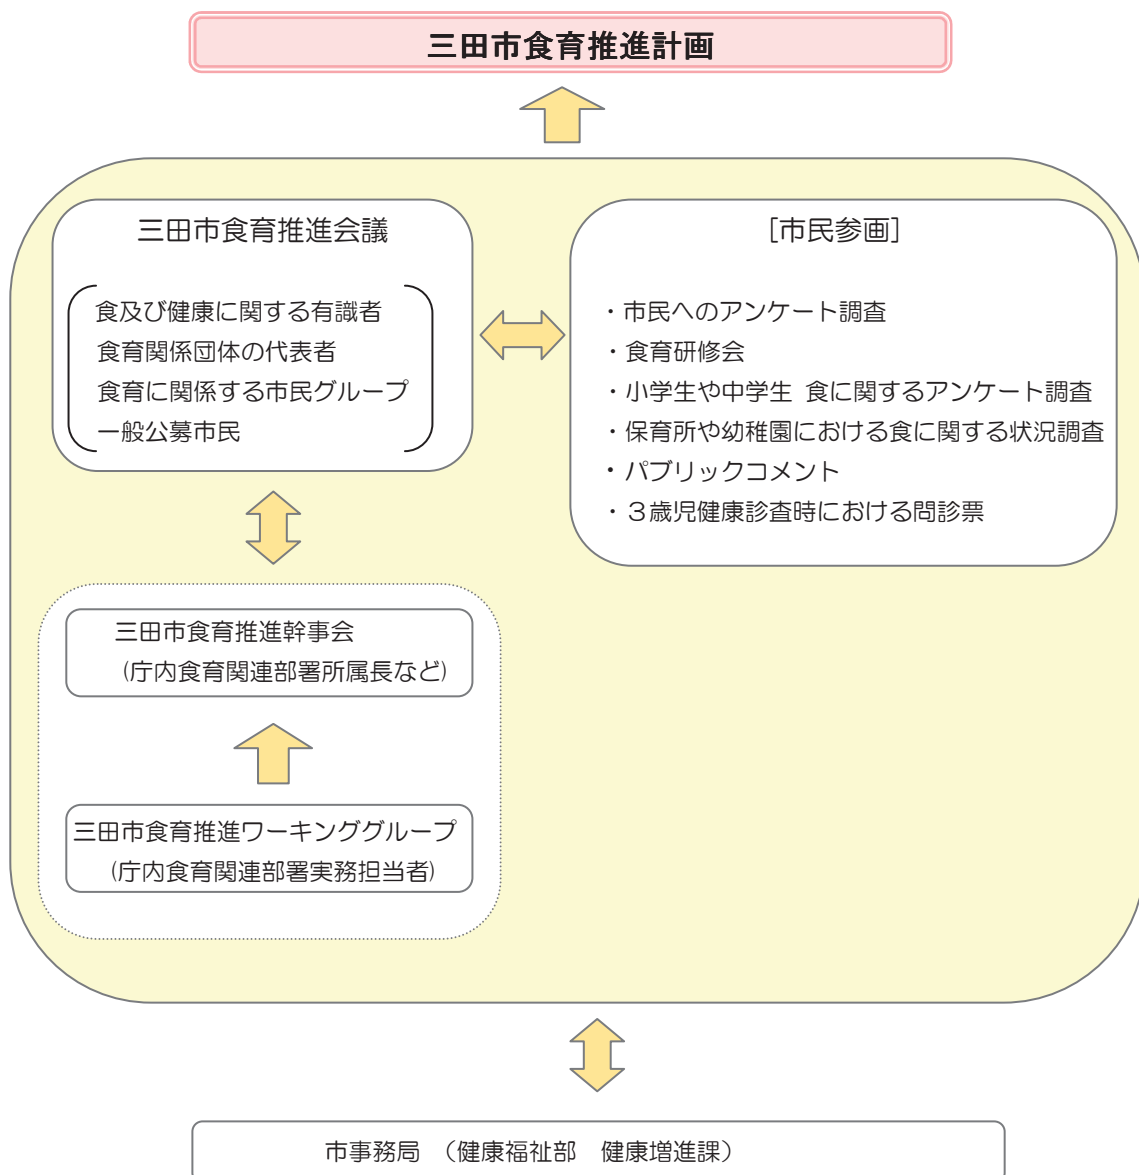 三田市食育推進計画
三田市食育推進会議
食及び健康に関する有識者
食育関係団体の代表者
食育に関係する市民グループ
一般公募市民
[市民参画]
・市民へのアンケート調査
・食育研修会
・小学生や中学生 食に関するアンケート調査
・保育所や幼稚園における食に関する状況調査
・パブリックコメント
・３歳児健康診査時における問診票
三田市食育推進幹事会
(庁内食育関連部署所属長など)
三田市食育推進ワーキンググループ
(庁内食育関連部署実務担当者)
市事務局 （健康福祉部 健康増進課）